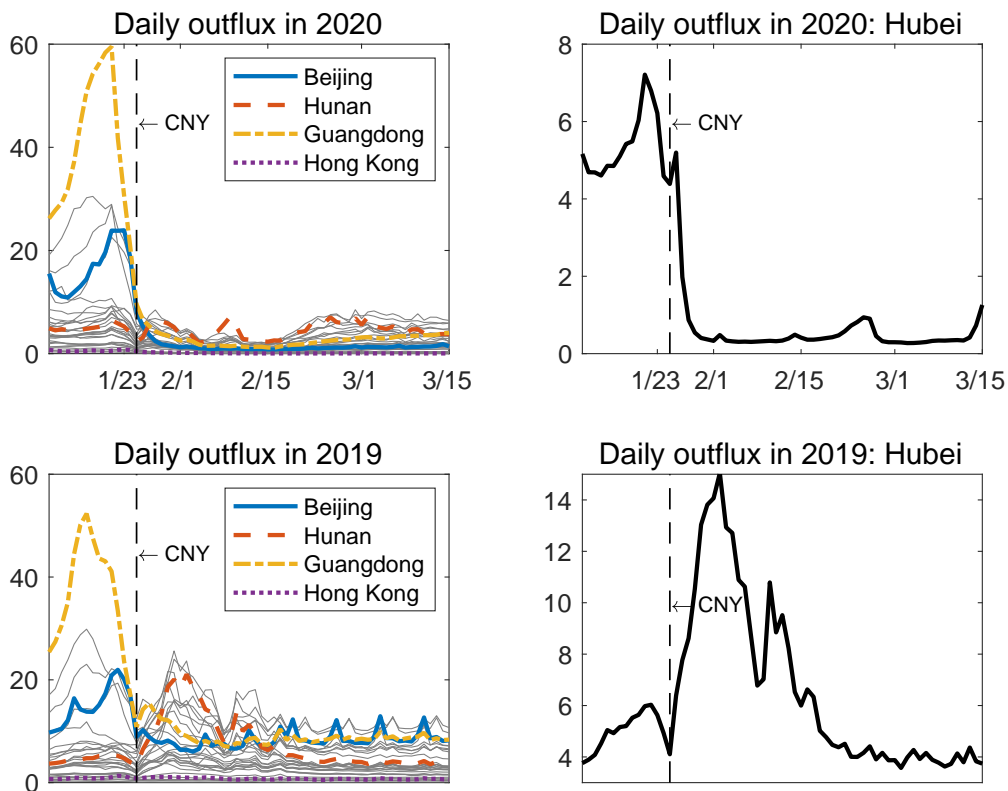 Daily outflux in 2020
60
40
20
0
1/23
2/1
2/15
3/1
3/15
← CNY
Beijing
Hunan
Guangdong
Hong Kong
Daily outflux in 2020: Hubei
8
6
4
2
0
1/23
2/1
2/15
3/1
3/15
← CNY
Daily outflux in 2019
60
40
20
0
← CNY
Beijing
Hunan
Guangdong
Hong Kong
Daily outflux in 2019: Hubei
14
12
10
8
6
4
← CNY